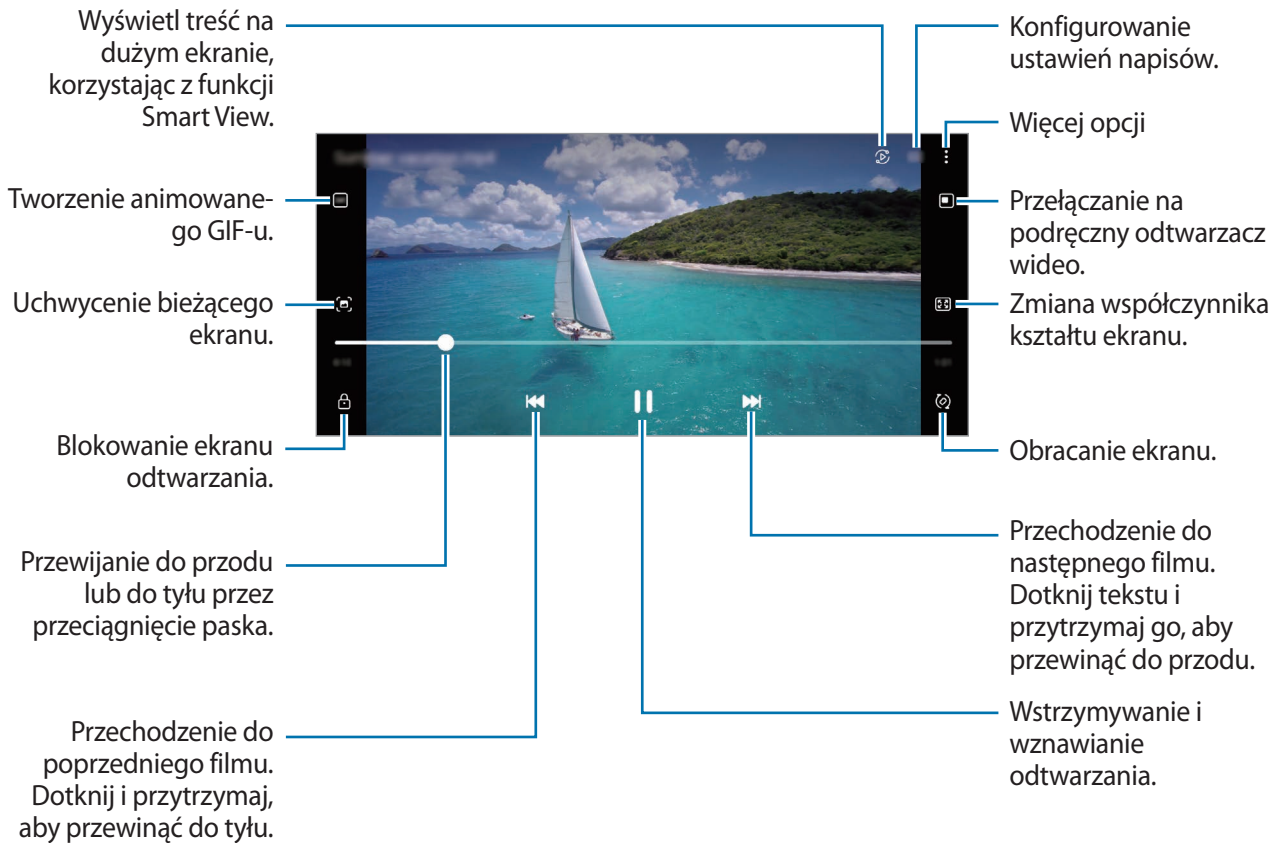 Wyświetl treść na
dużym ekranie,
korzystając z funkcji
Smart View.
Tworzenie animowane-
go GIF-u.
Uchwycenie bieżącego
ekranu.
Blokowanie ekranu
odtwarzania.
Przewijanie do przodu
lub do tyłu przez
przeciągnięcie paska.
Przechodzenie do
poprzedniego filmu.
Dotknij i przytrzymaj,
aby przewinąć do tyłu.
Konfigurowanie
ustawień napisów.
Więcej opcji
Przełączanie na
podręczny odtwarzacz
wideo.
Zmiana współczynnika
kształtu ekranu.
Obracanie ekranu.
Przechodzenie do
następnego filmu.
Dotknij tekstu i
przytrzymaj go, aby
przewinąć do przodu.
Wstrzymywanie i
wznawianie
odtwarzania.